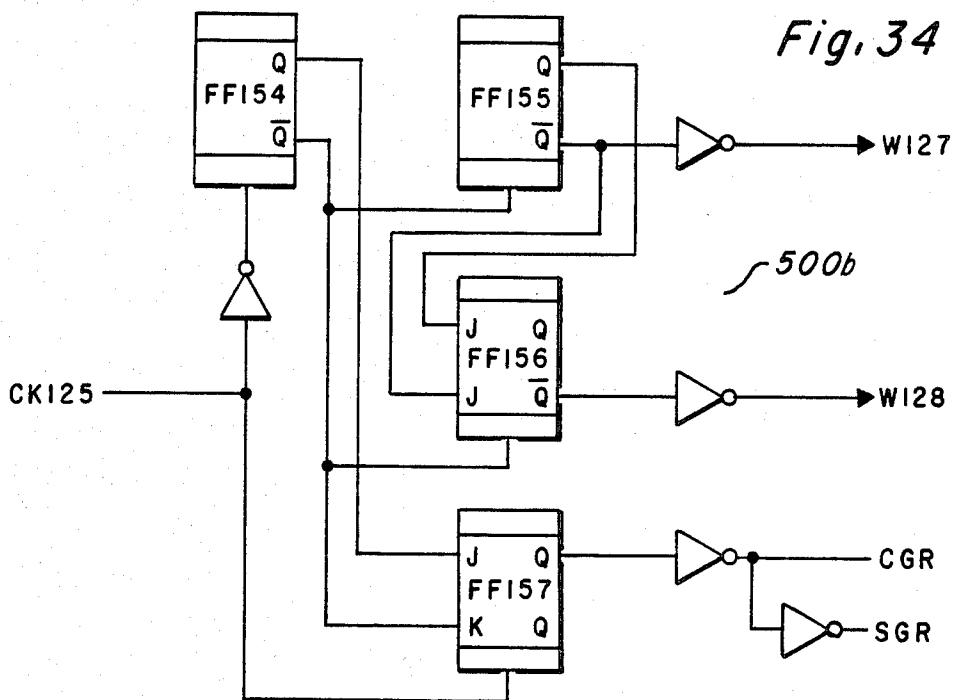 Fig. 34
Q
FF154
Q̅
Q
FF155
Q̅
W127
500b
J Q
FF156
J Q̅
CK125
W128
J Q
FF157
K Q
CGR
SGR